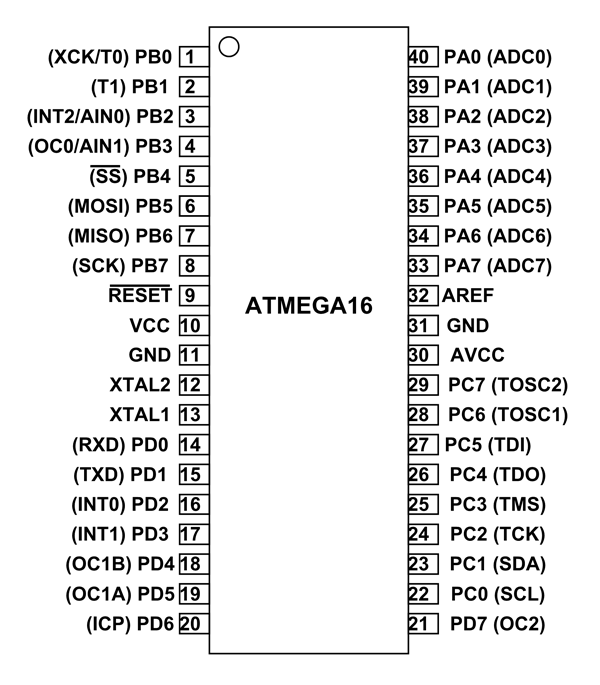 (XCK/T0) PB0 1 40 PA0 (ADC0)
(T1) PB1 2 39 PA1 (ADC1)
(INT2/AIN0) PB2 3 38 PA2 (ADC2)
(OC0/AIN1) PB3 4 37 PA3 (ADC3)
(S̅S̅) PB4 5 36 PA4 (ADC4)
(MOSI) PB5 6 35 PA5 (ADC5)
(MISO) PB6 7 34 PA6 (ADC6)
(SCK) PB7 8 33 PA7 (ADC7)
R̅E̅S̅E̅T̅ 9 32 AREF
ATMEGA16
VCC 10 31 GND
GND 11 30 AVCC
XTAL2 12 29 PC7 (TOSC2)
XTAL1 13 28 PC6 (TOSC1)
(RXD) PD0 14 27 PC5 (TDI)
(TXD) PD1 15 26 PC4 (TDO)
(INT0) PD2 16 25 PC3 (TMS)
(INT1) PD3 17 24 PC2 (TCK)
(OC1B) PD4 18 23 PC1 (SDA)
(OC1A) PD5 19 22 PC0 (SCL)
(ICP) PD6 20 21 PD7 (OC2)